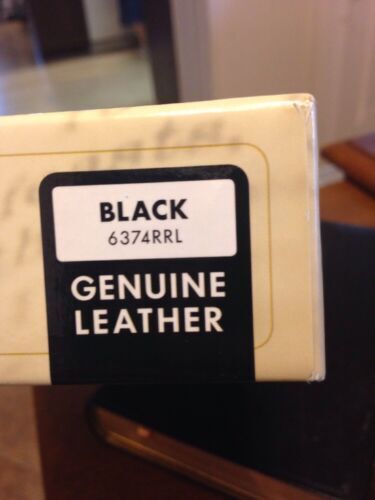 BLACK
6374RRL
GENUINE
LEATHER